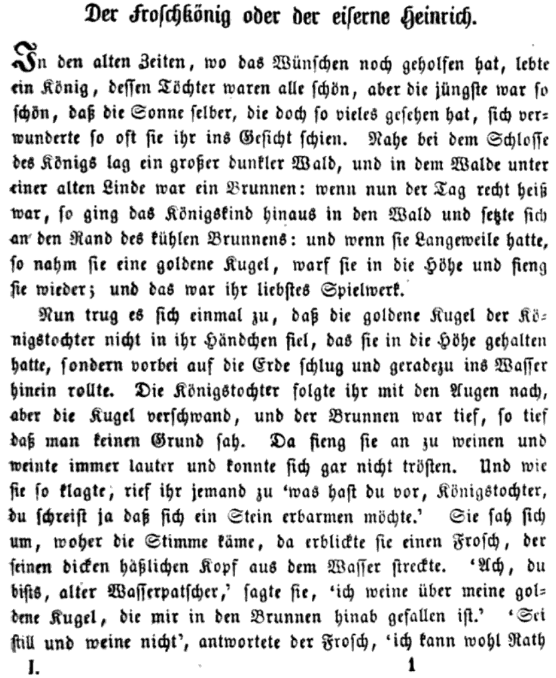 Der Froschkönig oder der eiserne Heinrich.
In den alten Zeiten, wo das Wünschen noch geholfen hat, lebte
ein König, dessen Töchter waren alle schön, aber die jüngste war so
schön, daß die Sonne selber, die doch so vieles gesehen hat, sich ver-
wunderte so oft sie ihr ins Gesicht schien. Nahe bei dem Schlosse
des Königs lag ein großer dunkler Wald, und in dem Walde unter
einer alten Linde war ein Brunnen: wenn nun der Tag recht heiß
war, so ging das Königskind hinaus in den Wald und setzte sich
an den Rand des kühlen Brunnens: und wenn sie Langeweile hatte,
so nahm sie eine goldene Kugel, warf sie in die Höhe und fieng
sie wieder; und das war ihr liebstes Spielwerk.
Nun trug es sich einmal zu, daß die goldene Kugel der Kö-
nigstochter nicht in ihr Händchen fiel, das sie in die Höhe gehalten
hatte, sondern vorbei auf die Erde schlug und geradezu ins Wasser
hinein rollte. Die Königstochter folgte ihr mit den Augen nach,
aber die Kugel verschwand, und der Brunnen war tief, so tief
daß man keinen Grund sah. Da fieng sie an zu weinen und
weinte immer lauter und konnte sich gar nicht trösten. Und wie
sie so klagte, rief ihr jemand zu ‘was hast du vor, Königstochter,
du schreist ja daß sich ein Stein erbarmen möchte.’ Sie sah sich
um, woher die Stimme käme, da erblickte sie einen Frosch, der
seinen dicken häßlichen Kopf aus dem Wasser streckte. ‘Ach, du
bists, alter Wasserpatscher,’ sagte sie, ‘ich weine über meine gol-
dene Kugel, die mir in den Brunnen hinab gefallen ist.’ ‘Sei
still und weine nicht’, antwortete der Frosch, ‘ich kann wohl Rath
I. 1